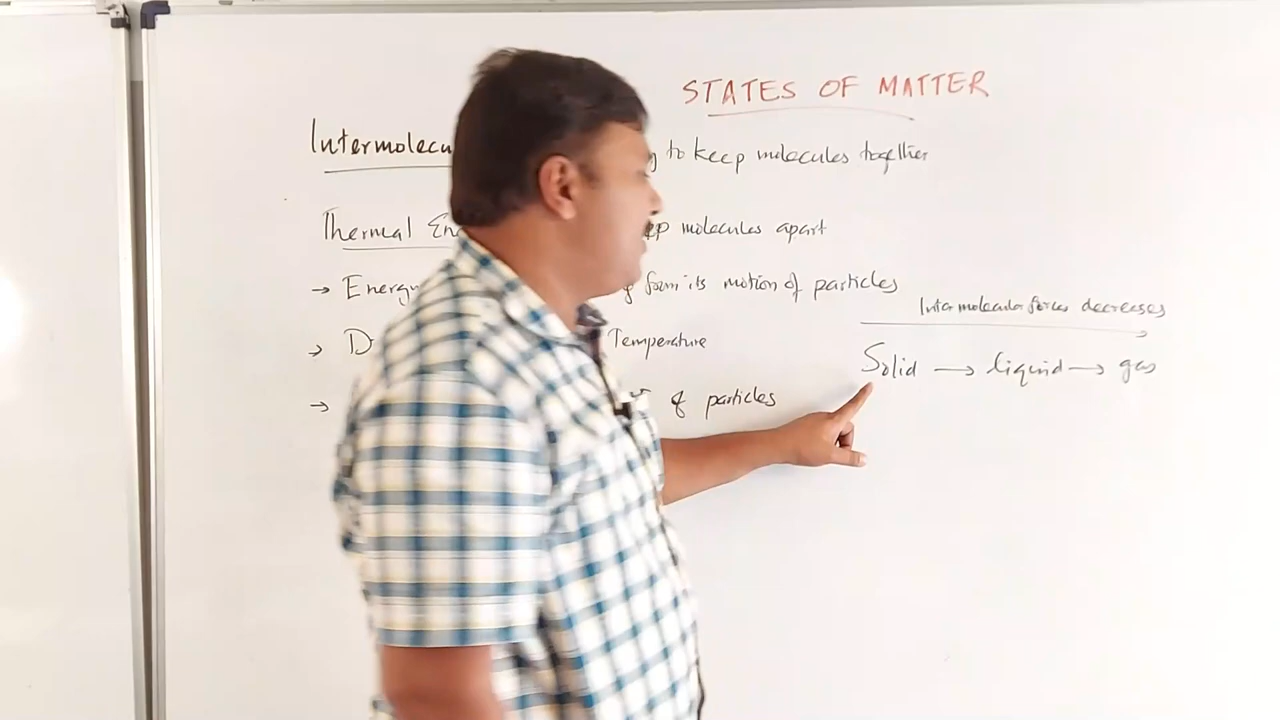 STATES OF MATTER
Intermolecu to keep molecules together
Thermal En molecules apart
→ Energy form its motion of particles
Intermolecular forces decreases
→ D Temperature
Solid → liquid → gas
→ of particles